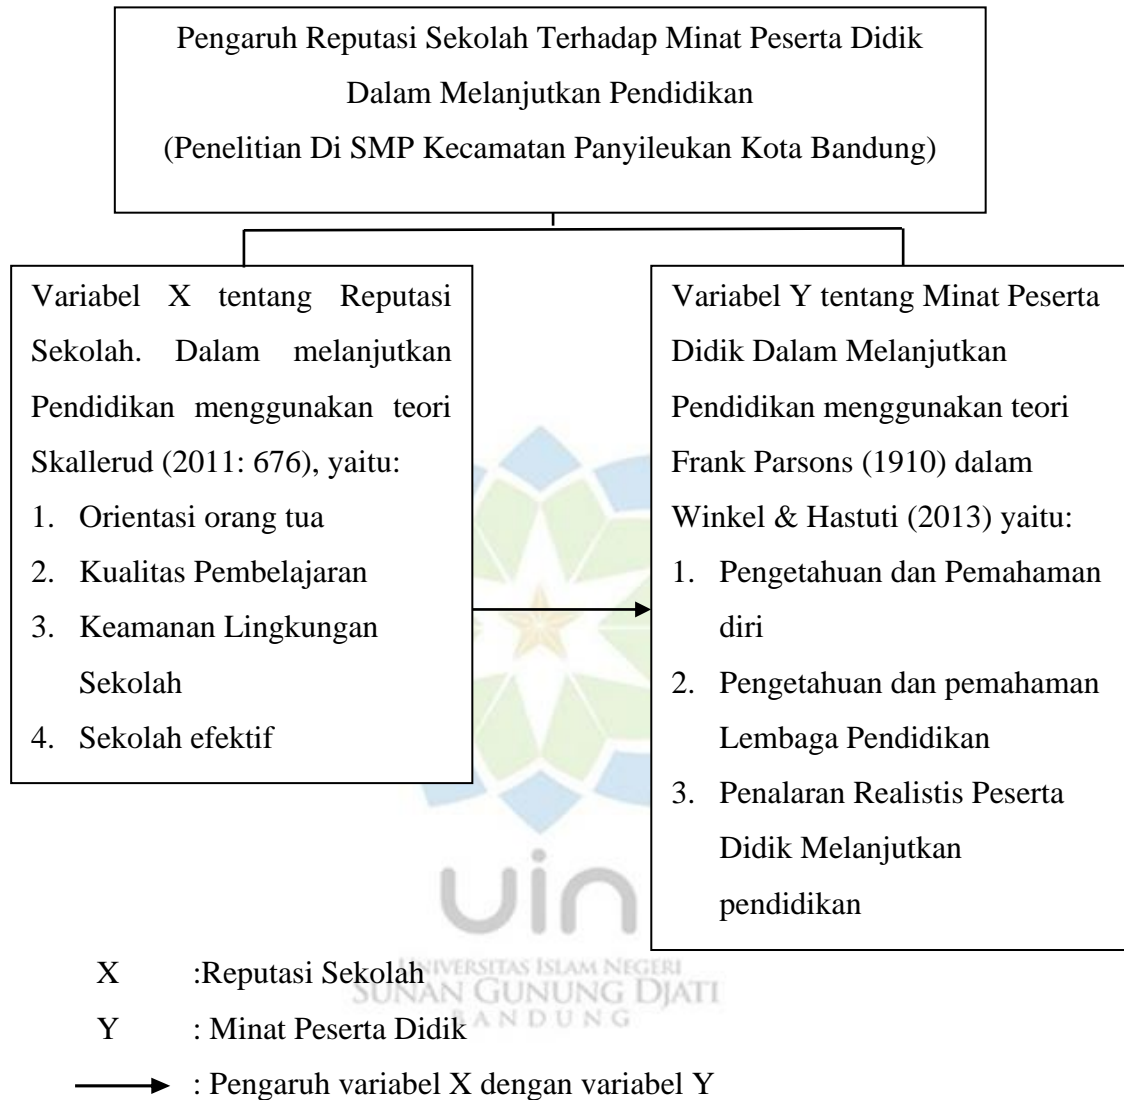 Pengaruh Reputasi Sekolah Terhadap Minat Peserta Didik
Dalam Melanjutkan Pendidikan
(Penelitian Di SMP Kecamatan Panyileukan Kota Bandung)
Variabel X tentang Reputasi
Sekolah. Dalam melanjutkan
Pendidikan menggunakan teori
Skallerud (2011: 676), yaitu:
1. Orientasi orang tua
2. Kualitas Pembelajaran
3. Keamanan Lingkungan
Sekolah
4. Sekolah efektif
Variabel Y tentang Minat Peserta
Didik Dalam Melanjutkan
Pendidikan menggunakan teori
Frank Parsons (1910) dalam
Winkel & Hastuti (2013) yaitu:
1. Pengetahuan dan Pemahaman
diri
2. Pengetahuan dan pemahaman
Lembaga Pendidikan
3. Penalaran Realistis Peserta
Didik Melanjutkan
pendidikan
uin
UNIVERSITAS ISLAM NEGERI
SUNAN GUNUNG DJATI
BANDUNG
X :Reputasi Sekolah
Y : Minat Peserta Didik
: Pengaruh variabel X dengan variabel Y